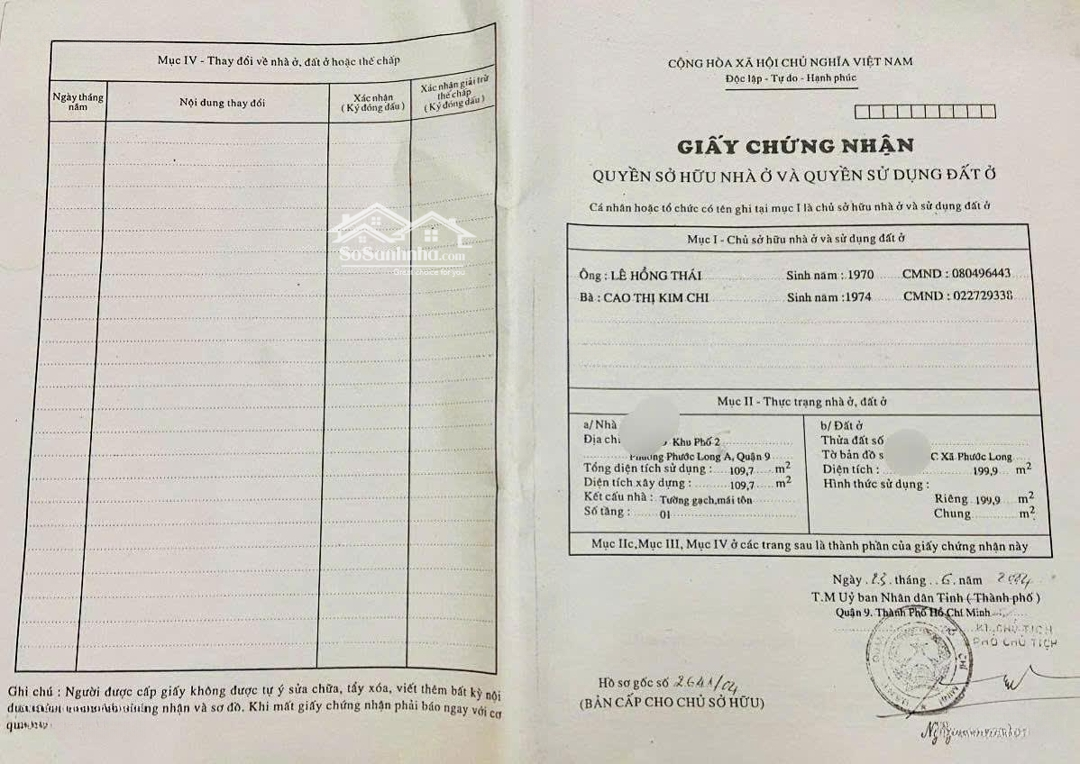 Mục IV - Thay đổi về nhà ở, đất ở hoặc thế chấp
Ngày tháng năm
Nội dung thay đổi
Xác nhận
( Ký đóng dấu )
Xác nhận giải trừ thế chấp
( Ký đóng dấu )
SoSanhnha.com
Great choice for you
Ghi chú : Người được cấp giấy không được tự ý sửa chữa, tẩy xóa, viết thêm bất kỳ nội
nhận và sơ đồ. Khi mất giấy chứng nhận phải báo ngay với cơ
CỘNG HÒA XÃ HỘI CHỦ NGHĨA VIỆT NAM
Độc lập - Tự do - Hạnh phúc
GIẤY CHỨNG NHẬN
QUYỀN SỞ HỮU NHÀ Ở VÀ QUYỀN SỬ DỤNG ĐẤT Ở
Cá nhân hoặc tổ chức có tên ghi tại mục I là chủ sở hữu nhà ở và sử dụng đất ở
Mục I - Chủ sở hữu nhà ở và sử dụng đất ở
Ông : LÊ HỒNG THÁI Sinh năm : 1970 CMND : 080496443
Bà : CAO THỊ KIM CHI Sinh năm : 1974 CMND : 022729338
Mục II - Thực trạng nhà ở, đất ở
a/ Nhà
Địa chỉ Khu Phố 2
Phường Phước Long A, Quận 9
Tổng diện tích sử dụng : 109,7 m2
Diện tích xây dựng : 109,7 m2
Kết cấu nhà : Tường gạch, mái tôn
Số tầng : 01
b/ Đất ở
Thửa đất số
Tờ bản đồ s C Xã Phước Long
Diện tích : 199,9 m2
Hình thức sử dụng :
Riêng 199,9 m2
Chung m2
Mục IIc, Mục III, Mục IV ở các trang sau là thành phần của giấy chứng nhận này
Ngày 23 tháng 6 năm 2004
T.M Uỷ ban Nhân dân Tỉnh ( Thành phố )
Quận 9. Thành Phố Hồ Chí Minh
KT. CHỦ TỊCH
PHÓ CHỦ TỊCH
Hồ sơ gốc số 2641/04
(BẢN CẤP CHO CHỦ SỞ HỮU)